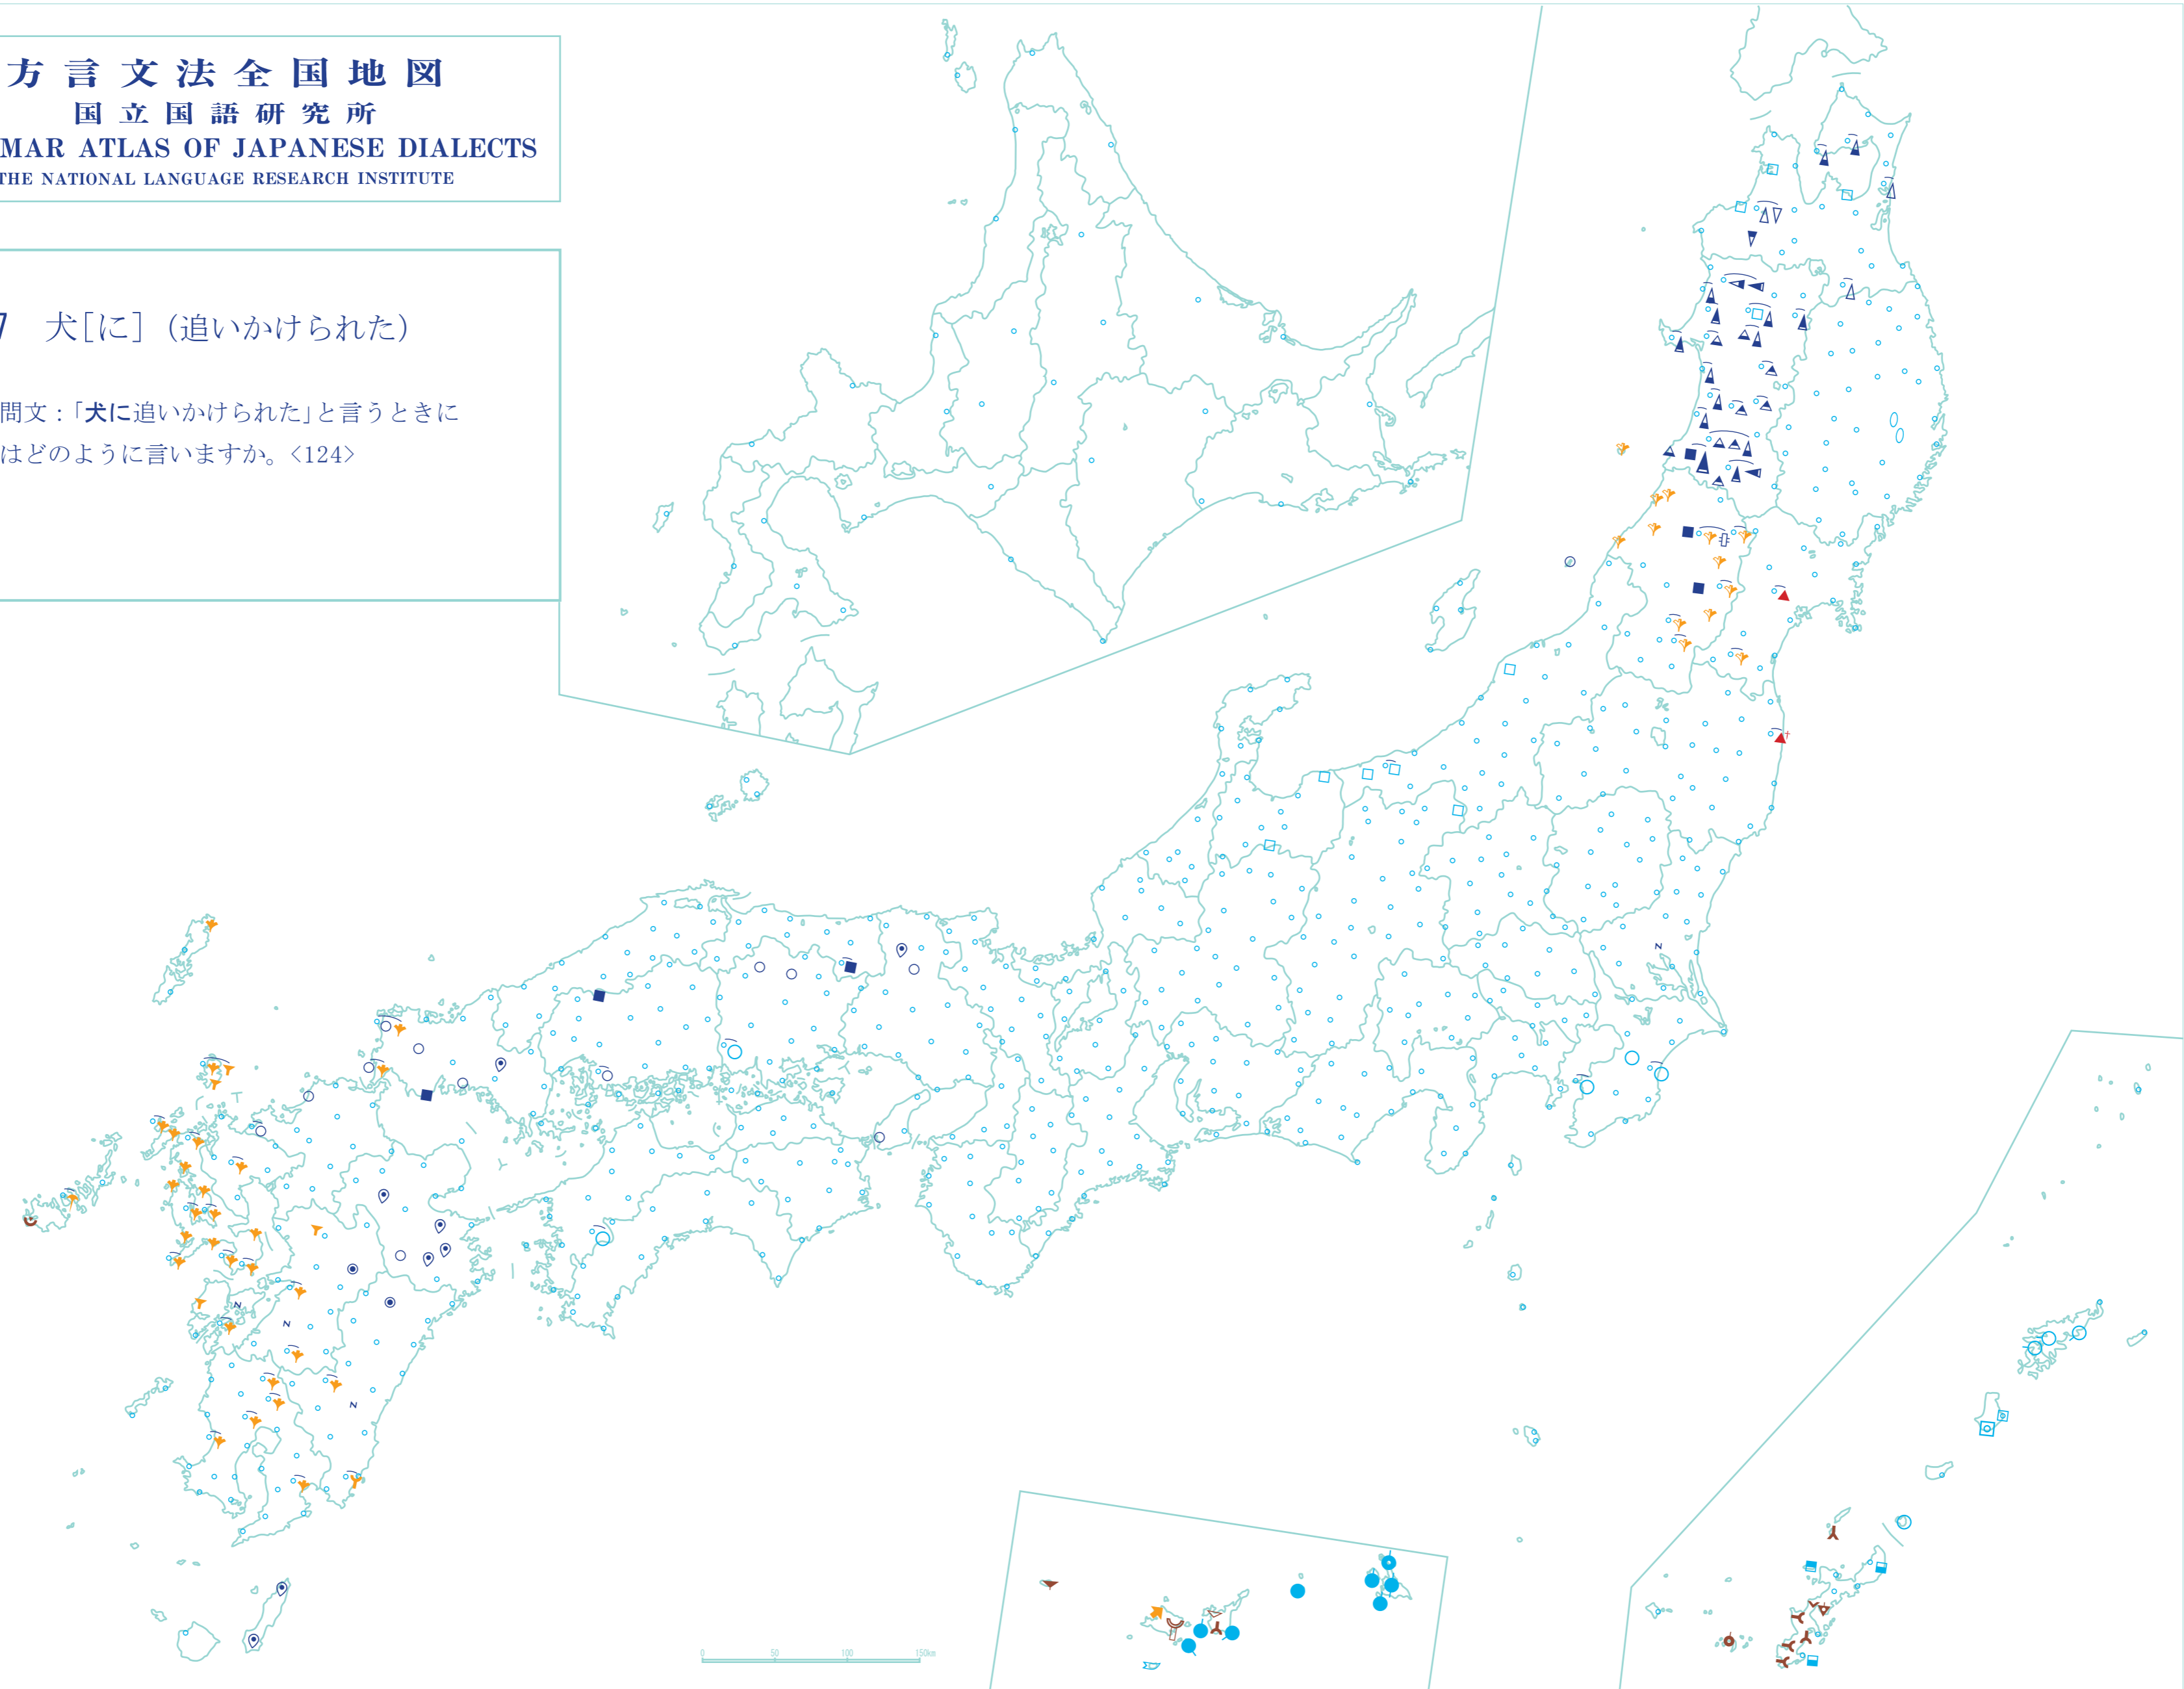 方言文法全国地図
国立国語研究所
MAR ATLAS OF JAPANESE DIALECTS
THE NATIONAL LANGUAGE RESEARCH INSTITUTE
7 犬[に]（追いかけられた）
問文：「犬に追いかけられた」と言うときに
はどのように言いますか。〈124〉
N
N
N
N
0 50 100 150km